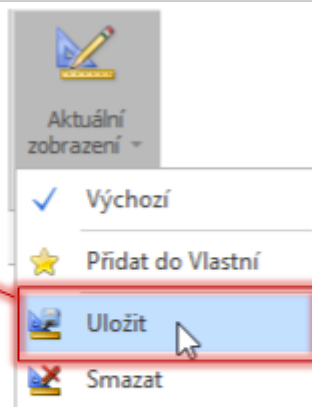 Aktuální
zobrazení
Výchozí
Přidat do Vlastní
Uložit
Smazat